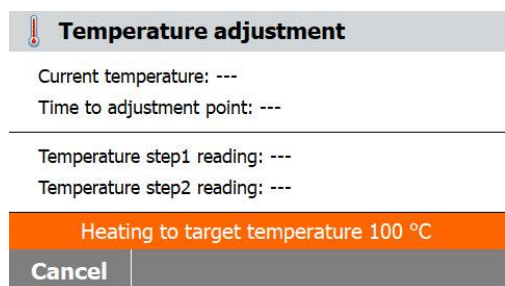 Temperature adjustment
Current temperature: ---
Time to adjustment point: ---
Temperature step1 reading: ---
Temperature step2 reading: ---
Heating to target temperature 100 °C
Cancel